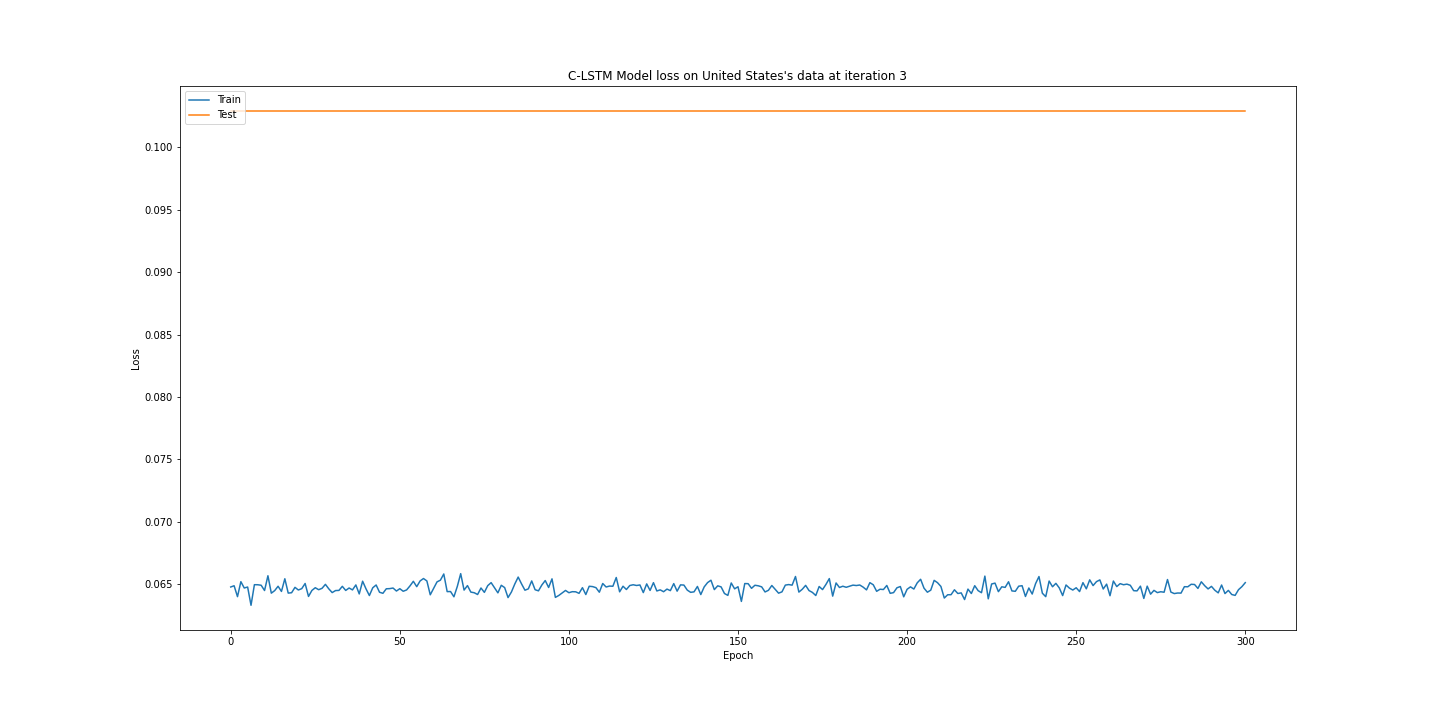 C-LSTM Model loss on United States's data at iteration 3
Train
Test
0.100
0.095
0.090
0.085
0.080
0.075
0.070
0.065
Loss
0 50 100 150 200 250 300
Epoch